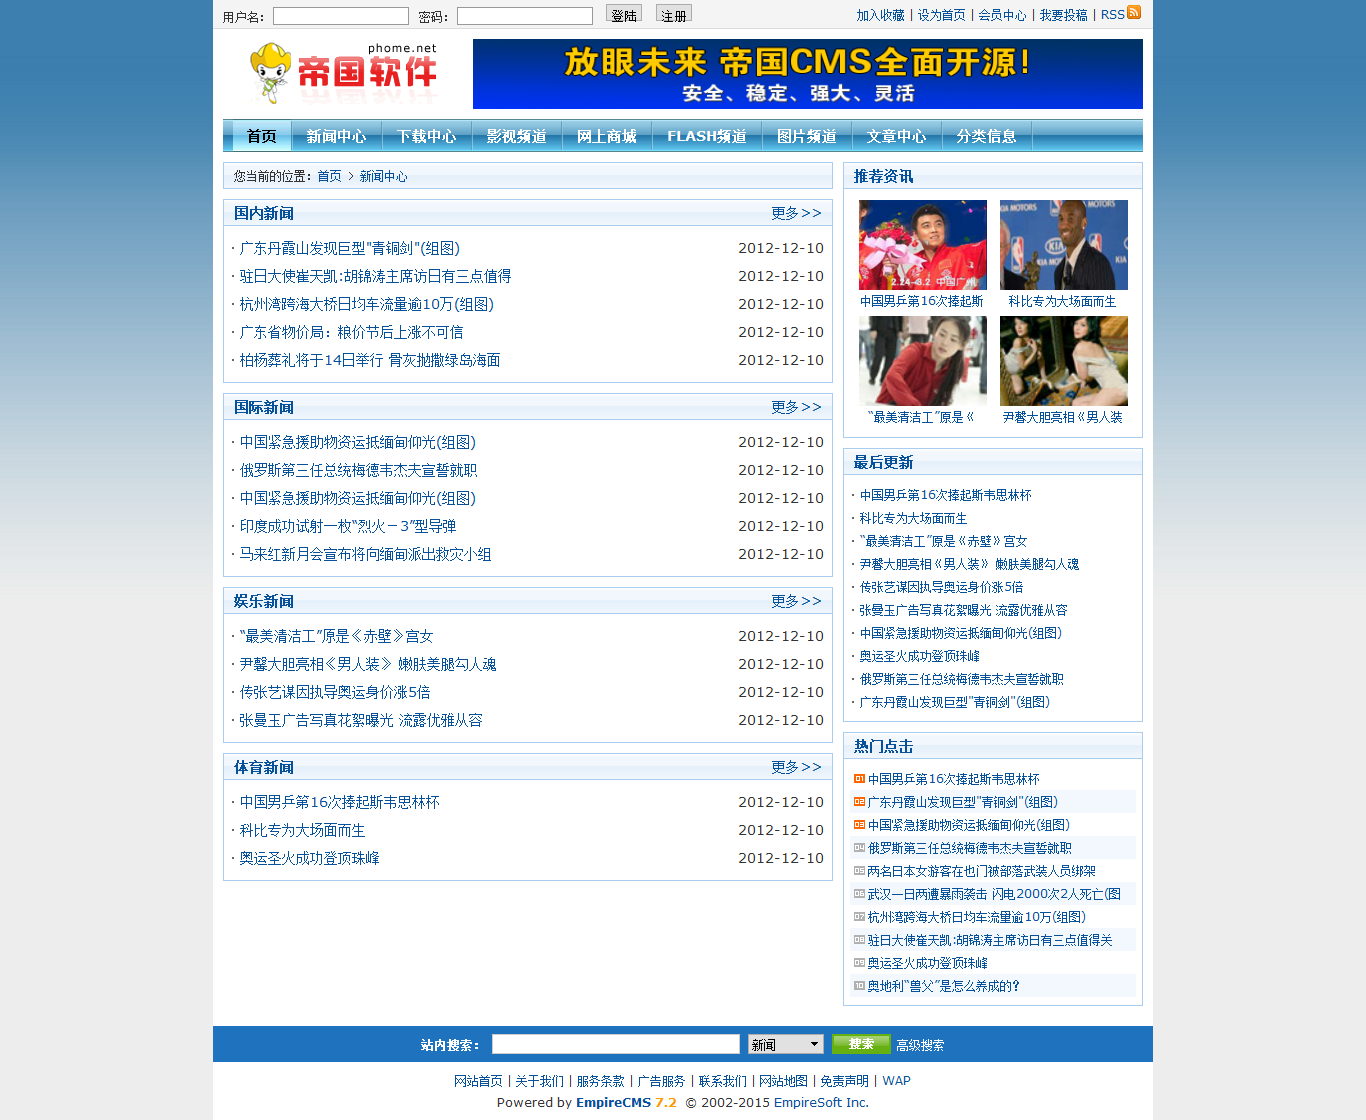 用户名： 密码： 登陆 注册 加入收藏 | 设为首页 | 会员中心 | 我要投稿 | RSS
phome.net
帝国软件
放眼未来 帝国CMS全面开源!
安全、稳定、强大、灵活
首页 新闻中心 下载中心 影视频道 网上商城 FLASH频道 图片频道 文章中心 分类信息
您当前的位置：首页 > 新闻中心
国内新闻 更多>>
· 广东丹霞山发现巨型"青铜剑"(组图) 2012-12-10
· 驻日大使崔天凯:胡锦涛主席访日有三点值得 2012-12-10
· 杭州湾跨海大桥日均车流量逾10万(组图) 2012-12-10
· 广东省物价局：粮价节后上涨不可信 2012-12-10
· 柏杨葬礼将于14日举行 骨灰抛撒绿岛海面 2012-12-10
国际新闻 更多>>
· 中国紧急援助物资运抵缅甸仰光(组图) 2012-12-10
· 俄罗斯第三任总统梅德韦杰夫宣誓就职 2012-12-10
· 中国紧急援助物资运抵缅甸仰光(组图) 2012-12-10
· 印度成功试射一枚“烈火－3”型导弹 2012-12-10
· 马来红新月会宣布将向缅甸派出救灾小组 2012-12-10
娱乐新闻 更多>>
· “最美清洁工”原是《赤壁》宫女 2012-12-10
· 尹馨大胆亮相《男人装》 嫩肤美腿勾人魂 2012-12-10
· 传张艺谋因执导奥运身价涨5倍 2012-12-10
· 张曼玉广告写真花絮曝光 流露优雅从容 2012-12-10
体育新闻 更多>>
· 中国男乒第16次捧起斯韦思林杯 2012-12-10
· 科比专为大场面而生 2012-12-10
· 奥运圣火成功登顶珠峰 2012-12-10
推荐资讯
2.24-3.2 中国广州
MOTORS
KIA MOTORS
KIA
中国男乒第16次捧起斯 科比专为大场面而生
“最美清洁工”原是《 尹馨大胆亮相《男人装
最后更新
· 中国男乒第16次捧起斯韦思林杯
· 科比专为大场面而生
· “最美清洁工”原是《赤壁》宫女
· 尹馨大胆亮相《男人装》 嫩肤美腿勾人魂
· 传张艺谋因执导奥运身价涨5倍
· 张曼玉广告写真花絮曝光 流露优雅从容
· 中国紧急援助物资运抵缅甸仰光(组图)
· 奥运圣火成功登顶珠峰
· 俄罗斯第三任总统梅德韦杰夫宣誓就职
· 广东丹霞山发现巨型"青铜剑"(组图)
热门点击
01 中国男乒第16次捧起斯韦思林杯
02 广东丹霞山发现巨型"青铜剑"(组图)
03 中国紧急援助物资运抵缅甸仰光(组图)
04 俄罗斯第三任总统梅德韦杰夫宣誓就职
05 两名日本女游客在也门被部落武装人员绑架
06 武汉一日两遭暴雨袭击 闪电2000次2人死亡(图
07 杭州湾跨海大桥日均车流量逾10万(组图)
08 驻日大使崔天凯:胡锦涛主席访日有三点值得关
09 奥运圣火成功登顶珠峰
10 奥地利“兽父”是怎么养成的?
站内搜索： 新闻 搜索 高级搜索
网站首页 | 关于我们 | 服务条款 | 广告服务 | 联系我们 | 网站地图 | 免责声明 | WAP
Powered by EmpireCMS 7.2 © 2002-2015 EmpireSoft Inc.